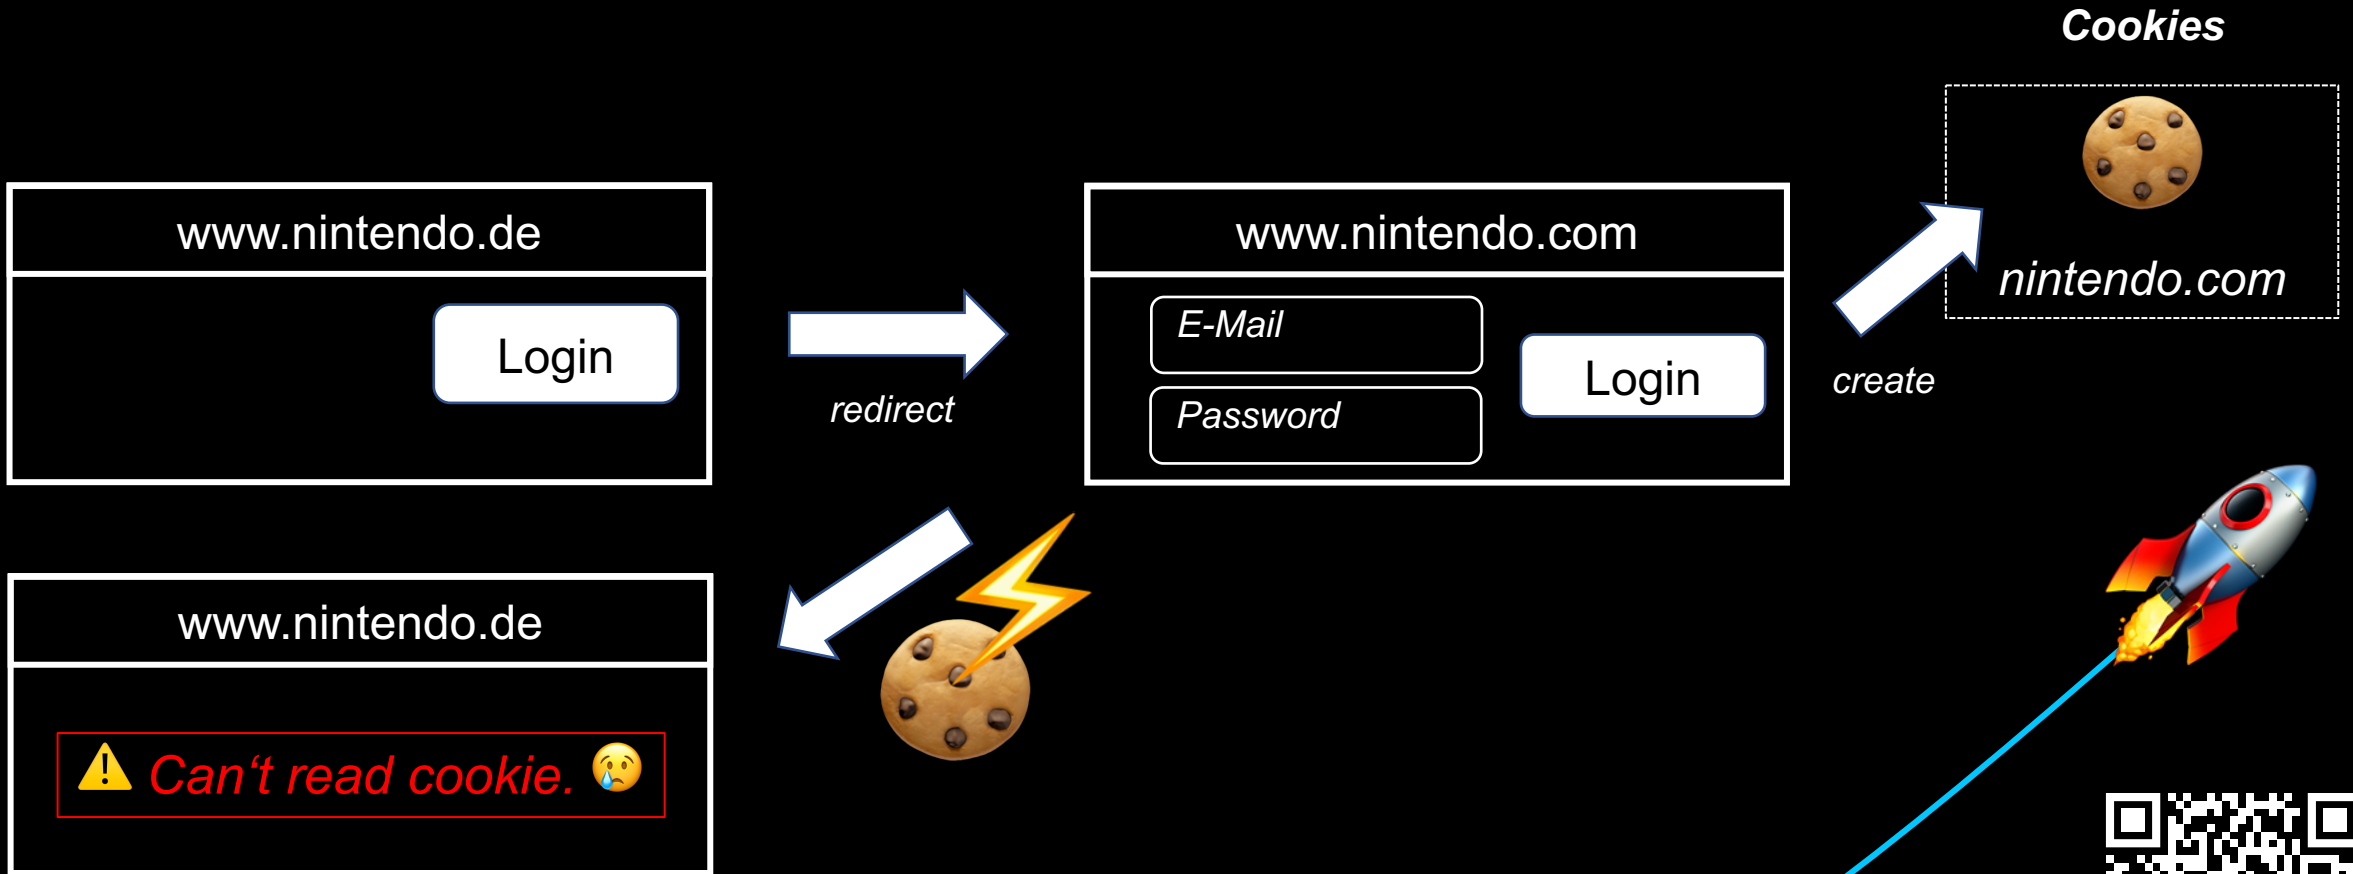 Cookies
www.nintendo.de
Login
redirect
www.nintendo.com
E-Mail
Password
Login
create
nintendo.com
www.nintendo.de
Can‘t read cookie.